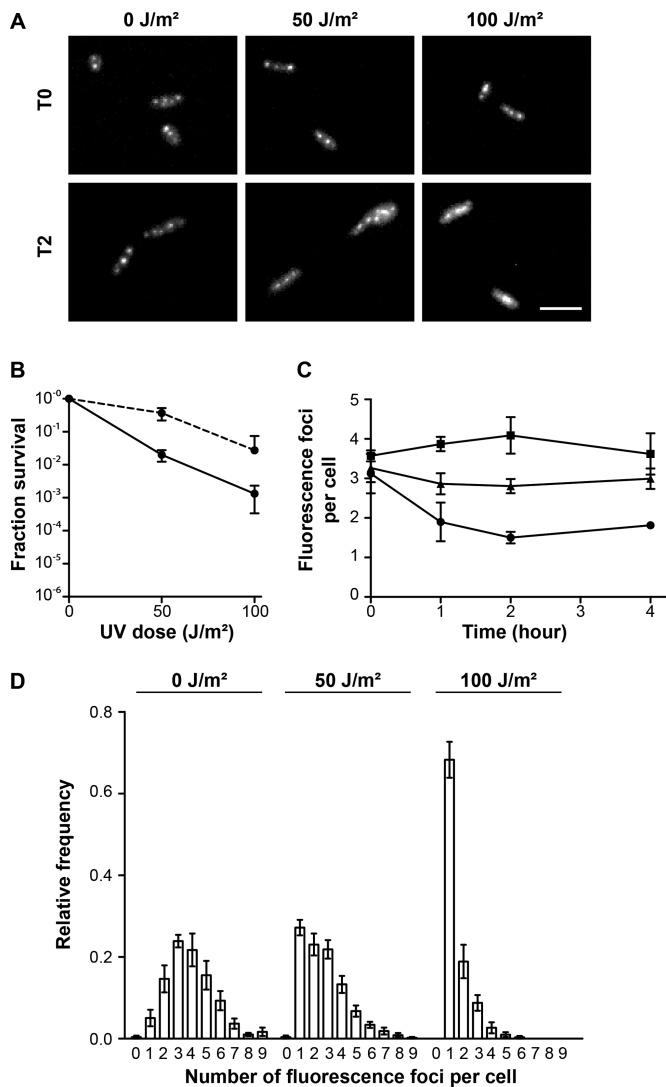 A
0 J/m² 50 J/m² 100 J/m²
T0
T2
B
Fraction survival
10⁻⁰
10⁻¹
10⁻²
10⁻³
10⁻⁴
10⁻⁵
10⁻⁶
0 50 100
UV dose (J/m²)
C
Fluorescence foci
per cell
5
4
3
2
1
0
0 1 2 3 4
Time (hour)
D
0 J/m² 50 J/m² 100 J/m²
Relative frequency
0.8
0.6
0.4
0.2
0.0
0 1 2 3 4 5 6 7 8 9 0 1 2 3 4 5 6 7 8 9 0 1 2 3 4 5 6 7 8 9
Number of fluorescence foci per cell